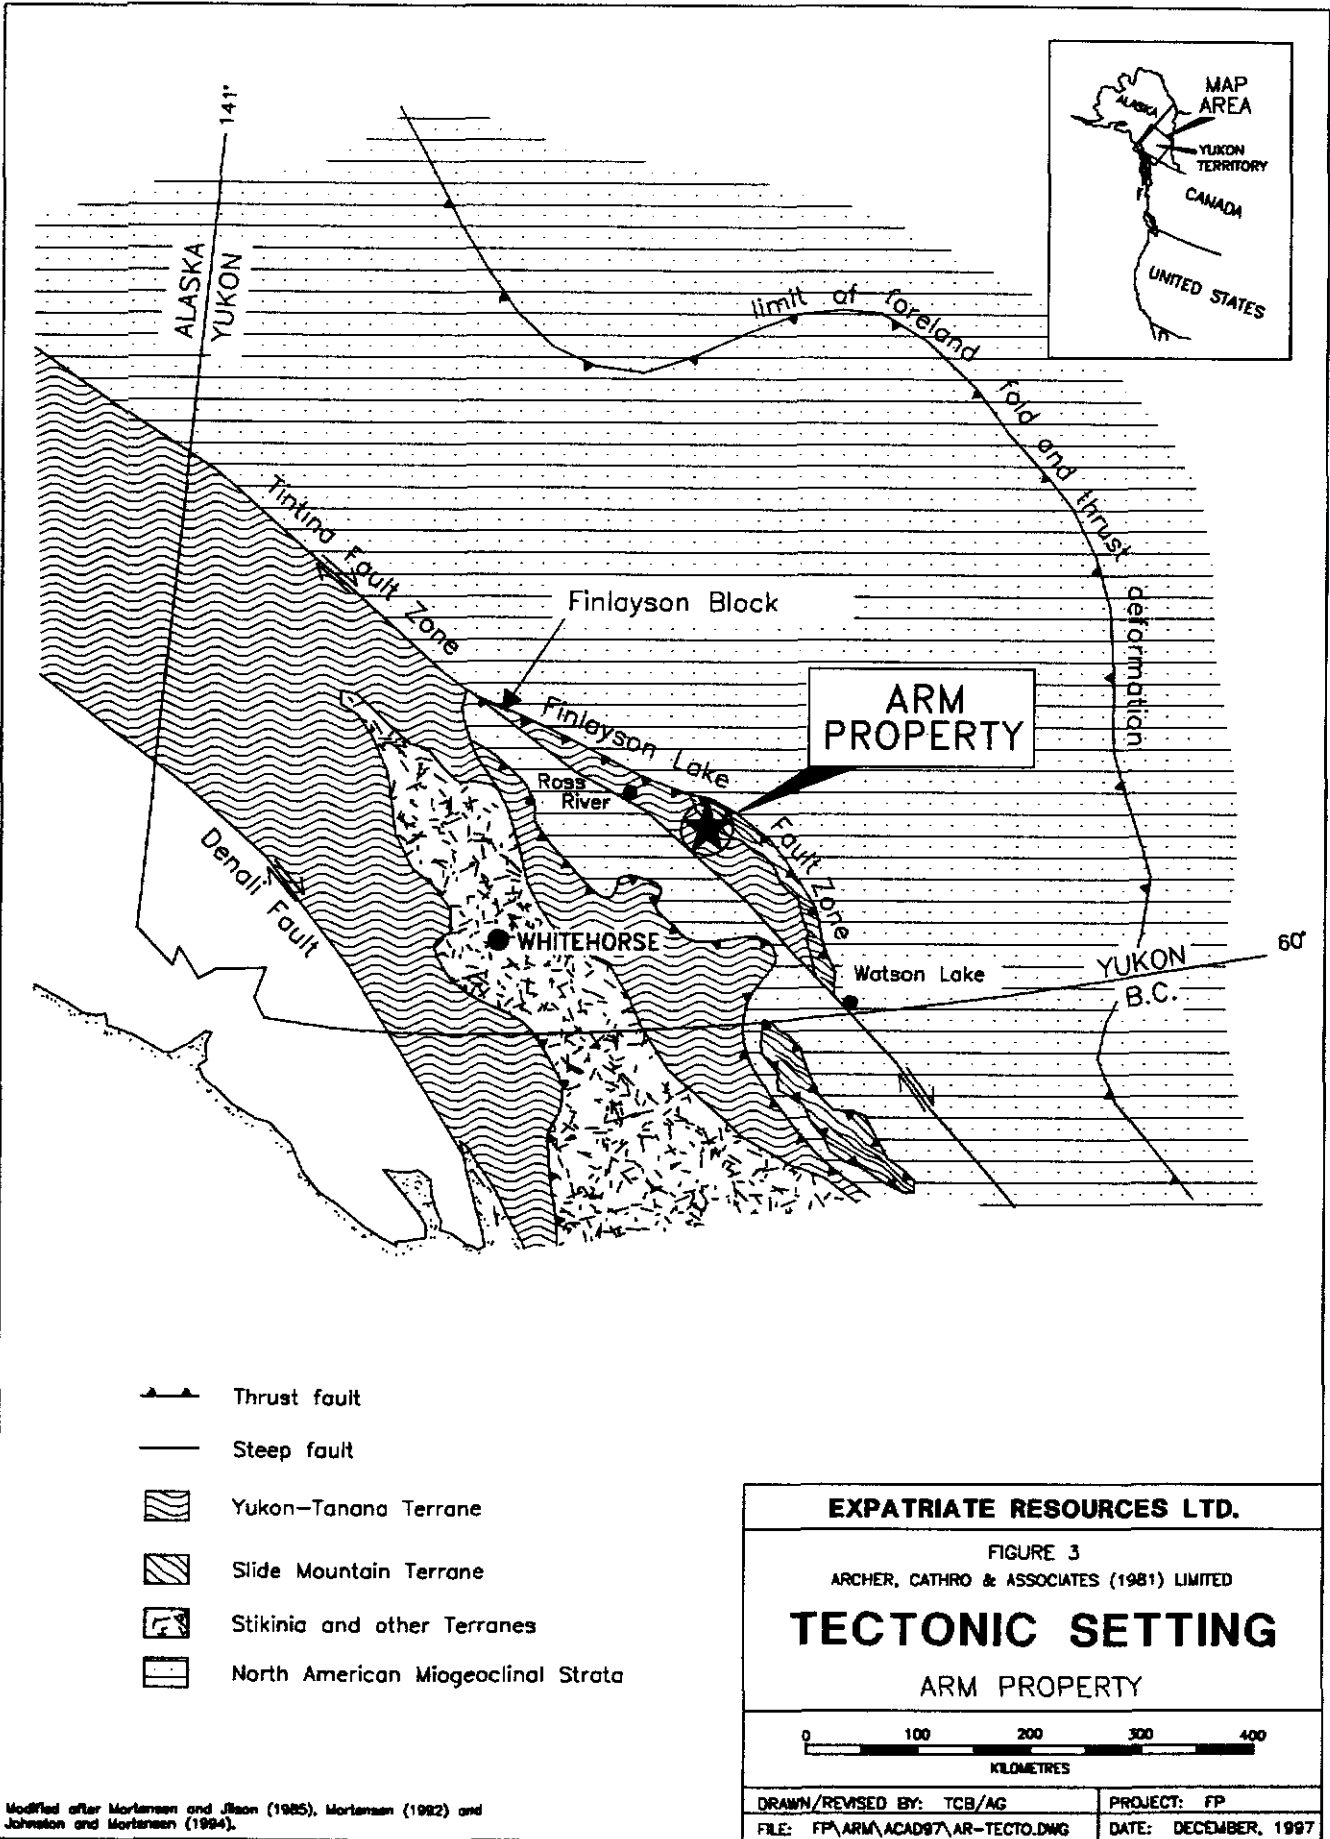 MAP
AREA
ALASKA
YUKON
TERRITORY
CANADA
UNITED STATES
141°
ALASKA
YUKON
limit of foreland fold and thrust deformation
Tintina Fault Zone
Finlayson Block
ARM
PROPERTY
Finlayson Lake Fault Zone
Ross
River
Denali Fault
WHITEHORSE
Watson Lake
YUKON
B.C.
60°
Thrust fault
Steep fault
Yukon-Tanana Terrane
Slide Mountain Terrane
Stikinia and other Terranes
North American Miogeoclinal Strata
EXPATRIATE RESOURCES LTD.
FIGURE 3
ARCHER, CATHRO & ASSOCIATES (1981) LIMITED
TECTONIC SETTING
ARM PROPERTY
0 100 200 300 400
KILOMETRES
DRAWN/REVISED BY: TCB/AG PROJECT: FP
FILE: FP\ARM\ACAD97\AR-TECTO.DWG DATE: DECEMBER, 1997
Modified after Mortensen and Jilson (1985), Mortensen (1992) and
Johnston and Mortensen (1994).